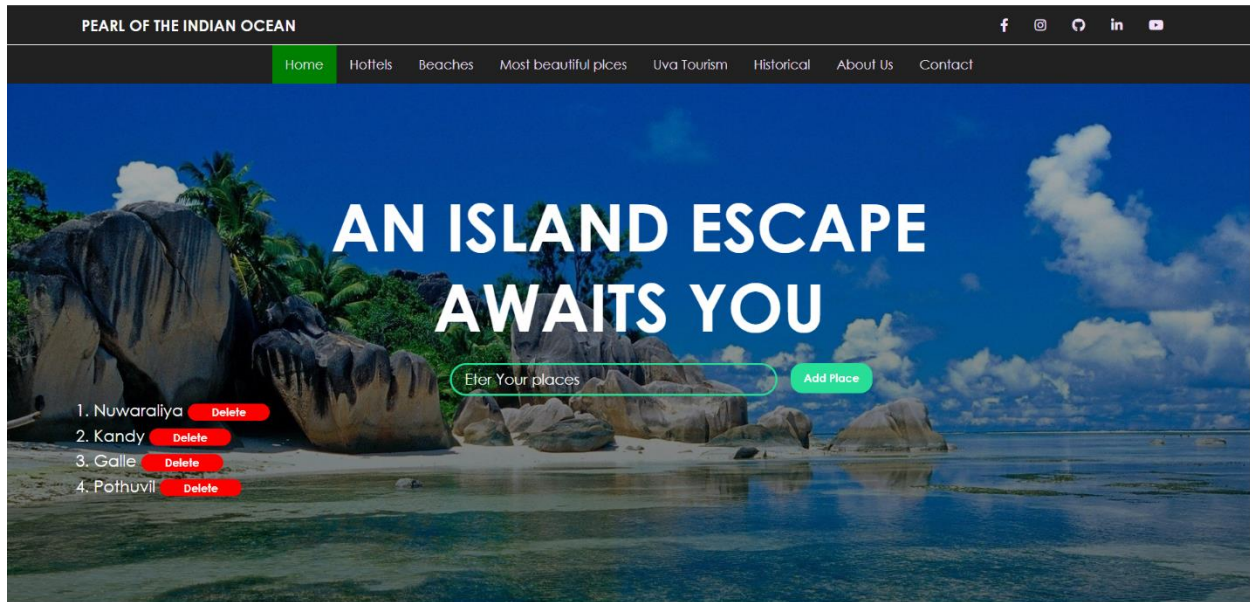 PEARL OF THE INDIAN OCEAN
Home Hottels Beaches Most beautiful plces Uva Tourism Historical About Us Contact
AN ISLAND ESCAPE
AWAITS YOU
Eter Your places Add Place
1. Nuwaraliya Delete
2. Kandy Delete
3. Galle Delete
4. Pothuvil Delete